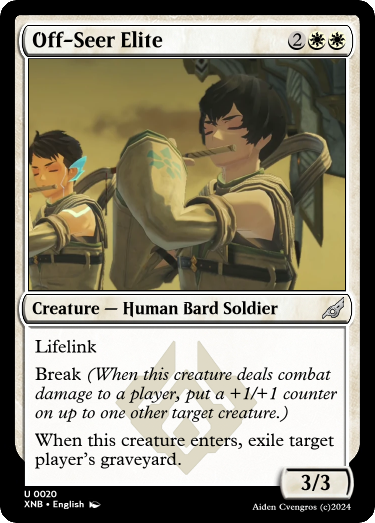 Off-Seer Elite 2
Creature — Human Bard Soldier
Lifelink
Break (When this creature deals combat
damage to a player, put a +1/+1 counter
on up to one other target creature.)
When this creature enters, exile target
player's graveyard.
3/3
U 0020
XNB • English
Aiden Cvengros (c)2024